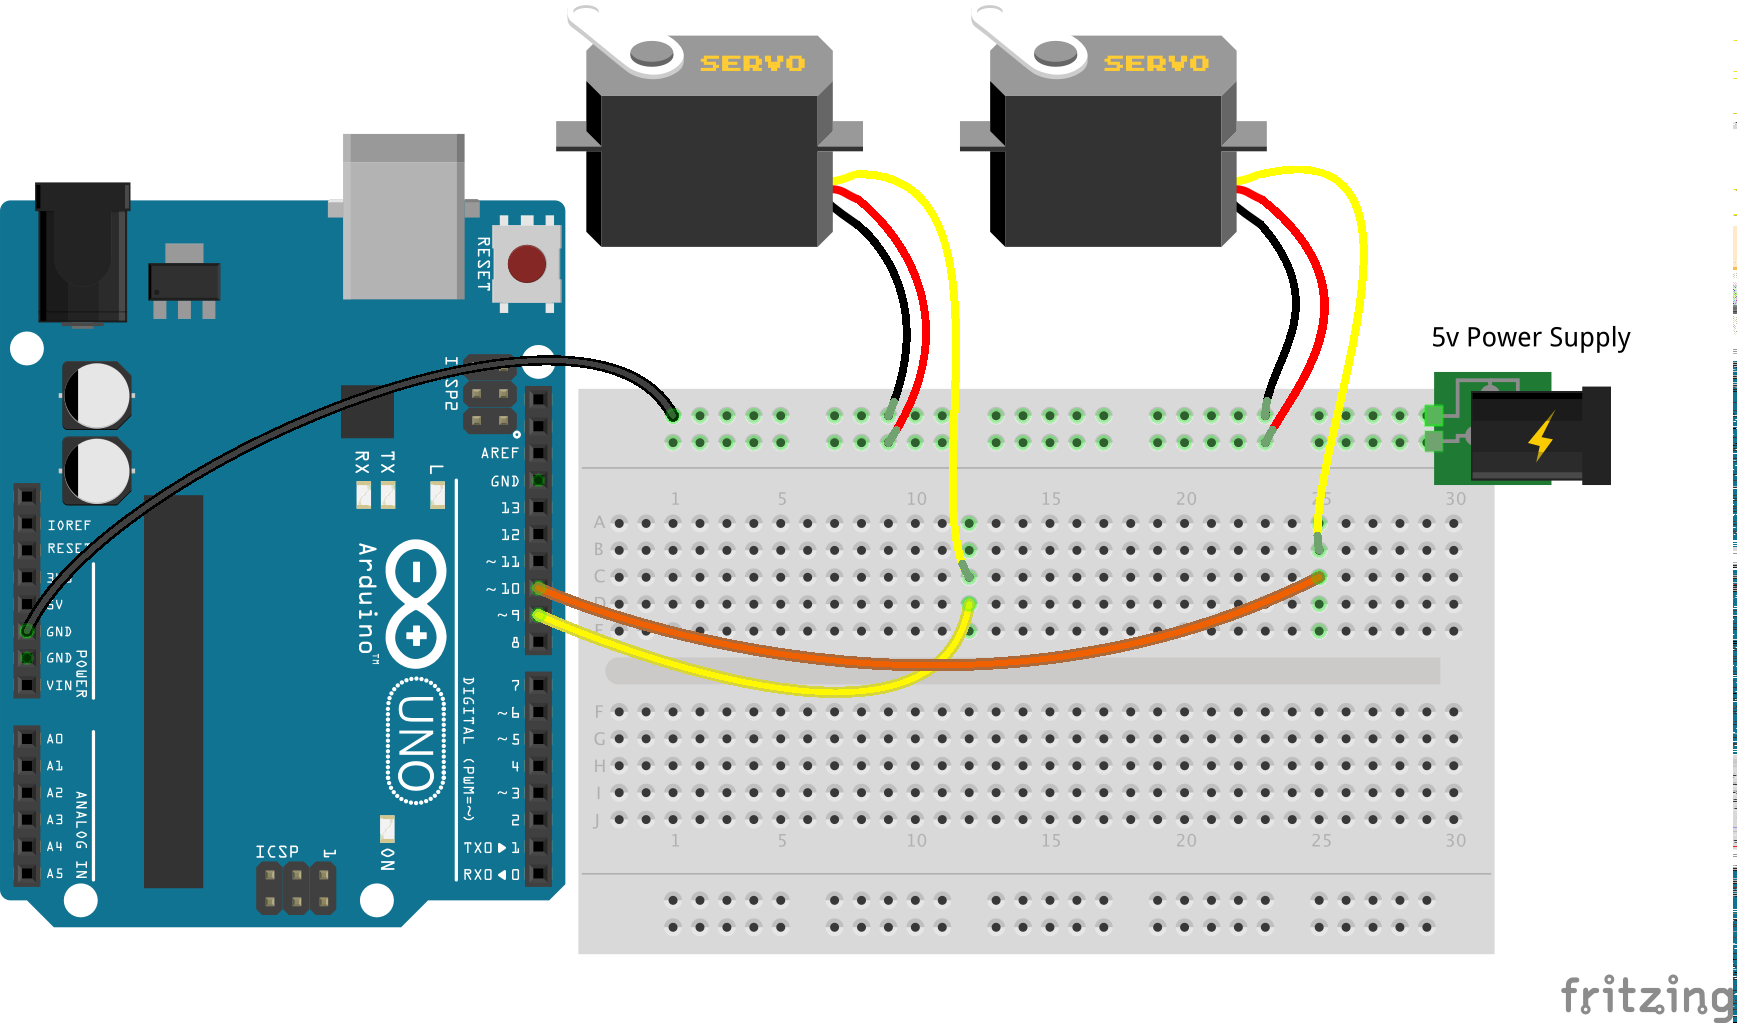 SERVO
SERVO
5v Power Supply
RESET
ICSP2
AREF
GND
13
12
~11
~10
~9
8
7
~6
~5
4
~3
2
TX0▶1
RX0◀0
RX
TX
L
IOREF
RESET
3V3
5V
GND
GND
VIN
POWER
A0
A1
A2
A3
A4
A5
ANALOG IN
Arduino™
UNO
DIGITAL (PWM=~)
ICSP
1
ON
1 5 10 15 20 25 30
A
B
C
D
E
F
G
H
I
J
1 5 10 15 20 25 30
fritzing